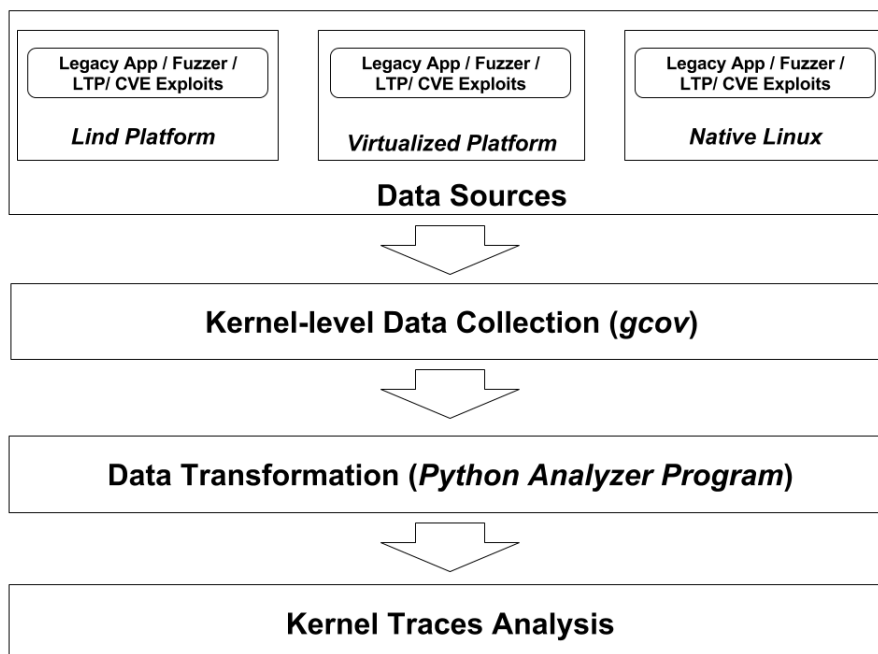 Legacy App / Fuzzer /
LTP/ CVE Exploits
Lind Platform
Legacy App / Fuzzer /
LTP/ CVE Exploits
Virtualized Platform
Legacy App / Fuzzer /
LTP/ CVE Exploits
Native Linux
Data Sources
Kernel-level Data Collection (gcov)
Data Transformation (Python Analyzer Program)
Kernel Traces Analysis